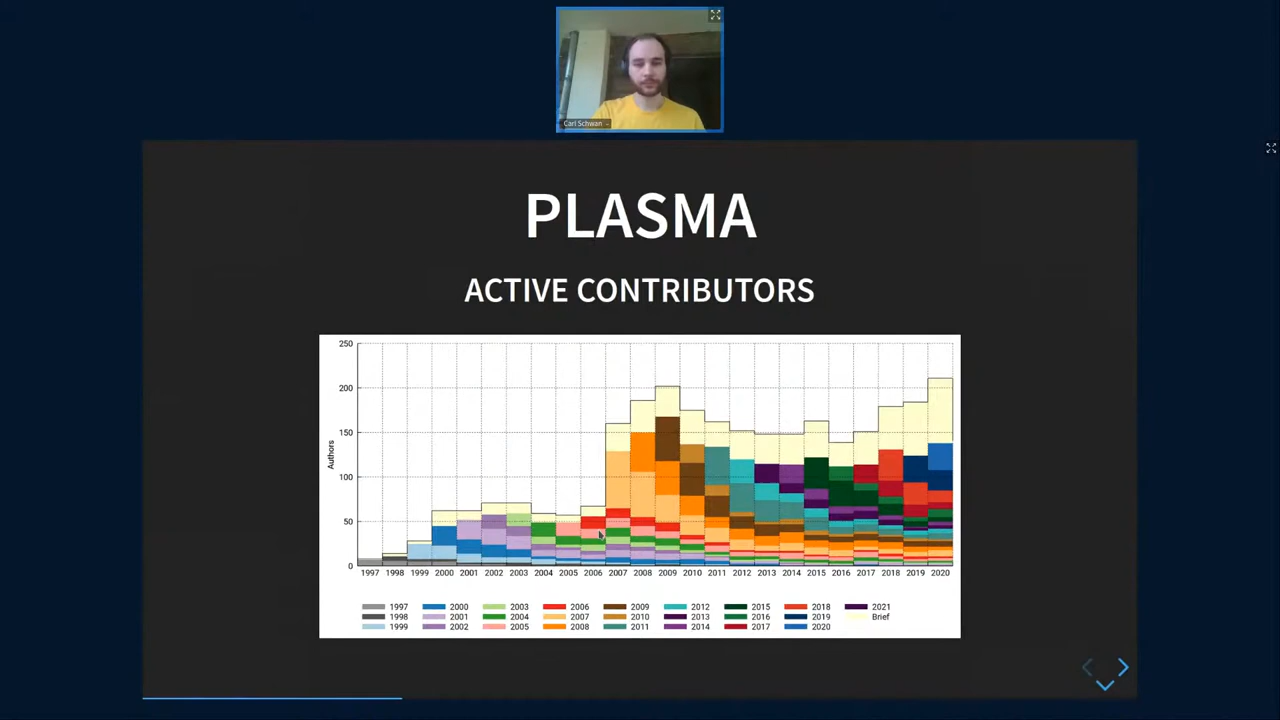 Carl Schwan
PLASMA
ACTIVE CONTRIBUTORS
250
200
150
100
50
0
Authors
1997 1998 1999 2000 2001 2002 2003 2004 2005 2006 2007 2008 2009 2010 2011 2012 2013 2014 2015 2016 2017 2018 2019 2020
1997 2000 2003 2006 2009 2012 2015 2018 2021
1998 2001 2004 2007 2010 2013 2016 2019 Brief
1999 2002 2005 2008 2011 2014 2017 2020